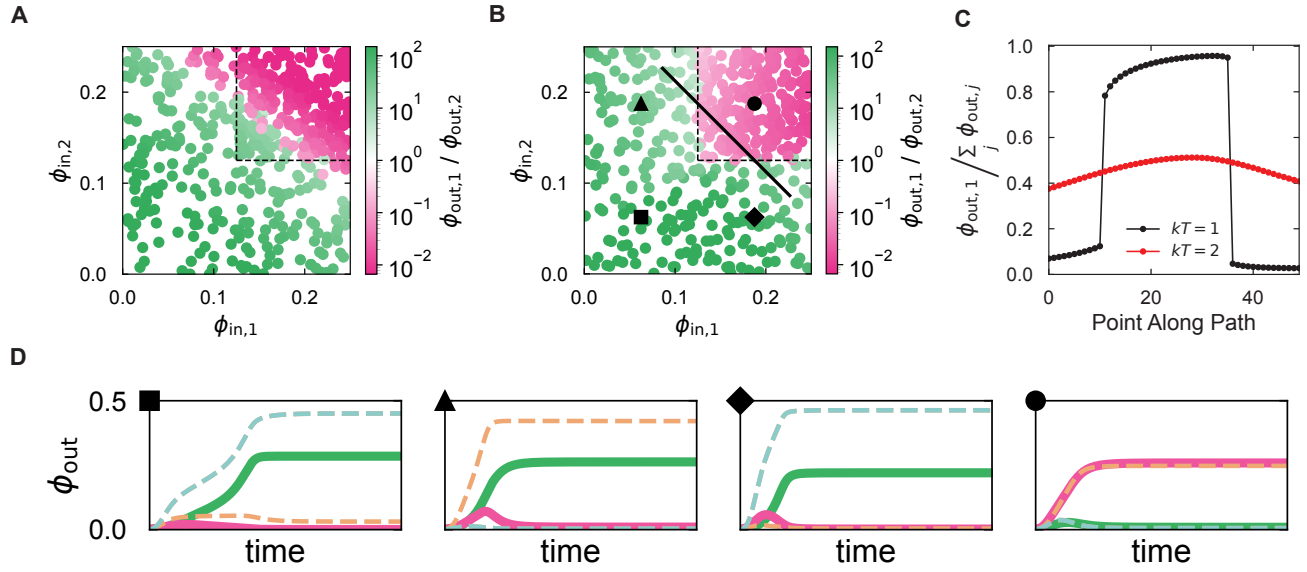 A
B
C
ϕin,2
0.2
0.1
0.0
0.0
0.1
0.2
ϕin,1
10²
10¹
10⁰
10⁻¹
10⁻²
ϕout,1 / ϕout,2
ϕin,2
0.2
0.1
0.0
0.0
0.1
0.2
ϕin,1
10²
10¹
10⁰
10⁻¹
10⁻²
ϕout,1 / ϕout,2
ϕout,1 / ∑j ϕout,j
1.0
0.8
0.6
0.4
0.2
0.0
kT = 1
kT = 2
0
20
40
Point Along Path
D
ϕout
0.5
0.0
time
time
time
time